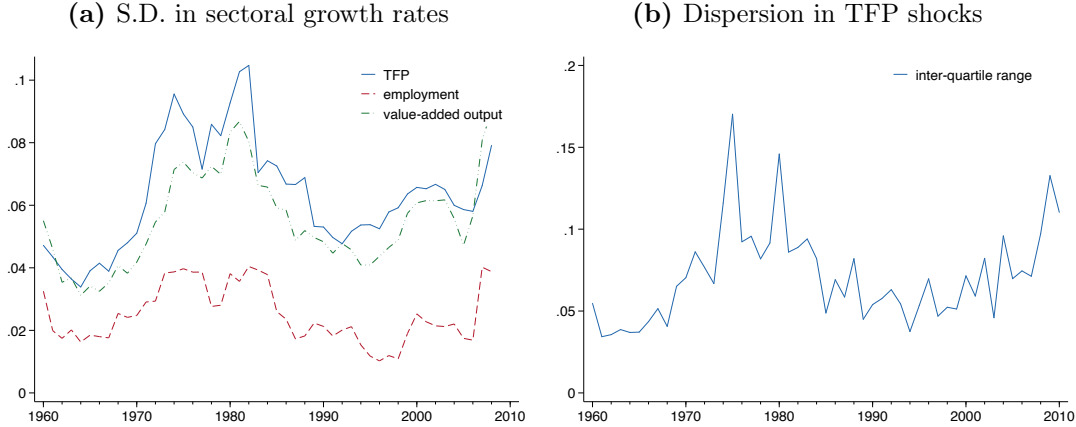 (a) S.D. in sectoral growth rates
.1
.08
.06
.04
.02
0
1960 1970 1980 1990 2000 2010
TFP
employment
value-added output
(b) Dispersion in TFP shocks
.2
.15
.1
.05
0
1960 1970 1980 1990 2000 2010
inter-quartile range